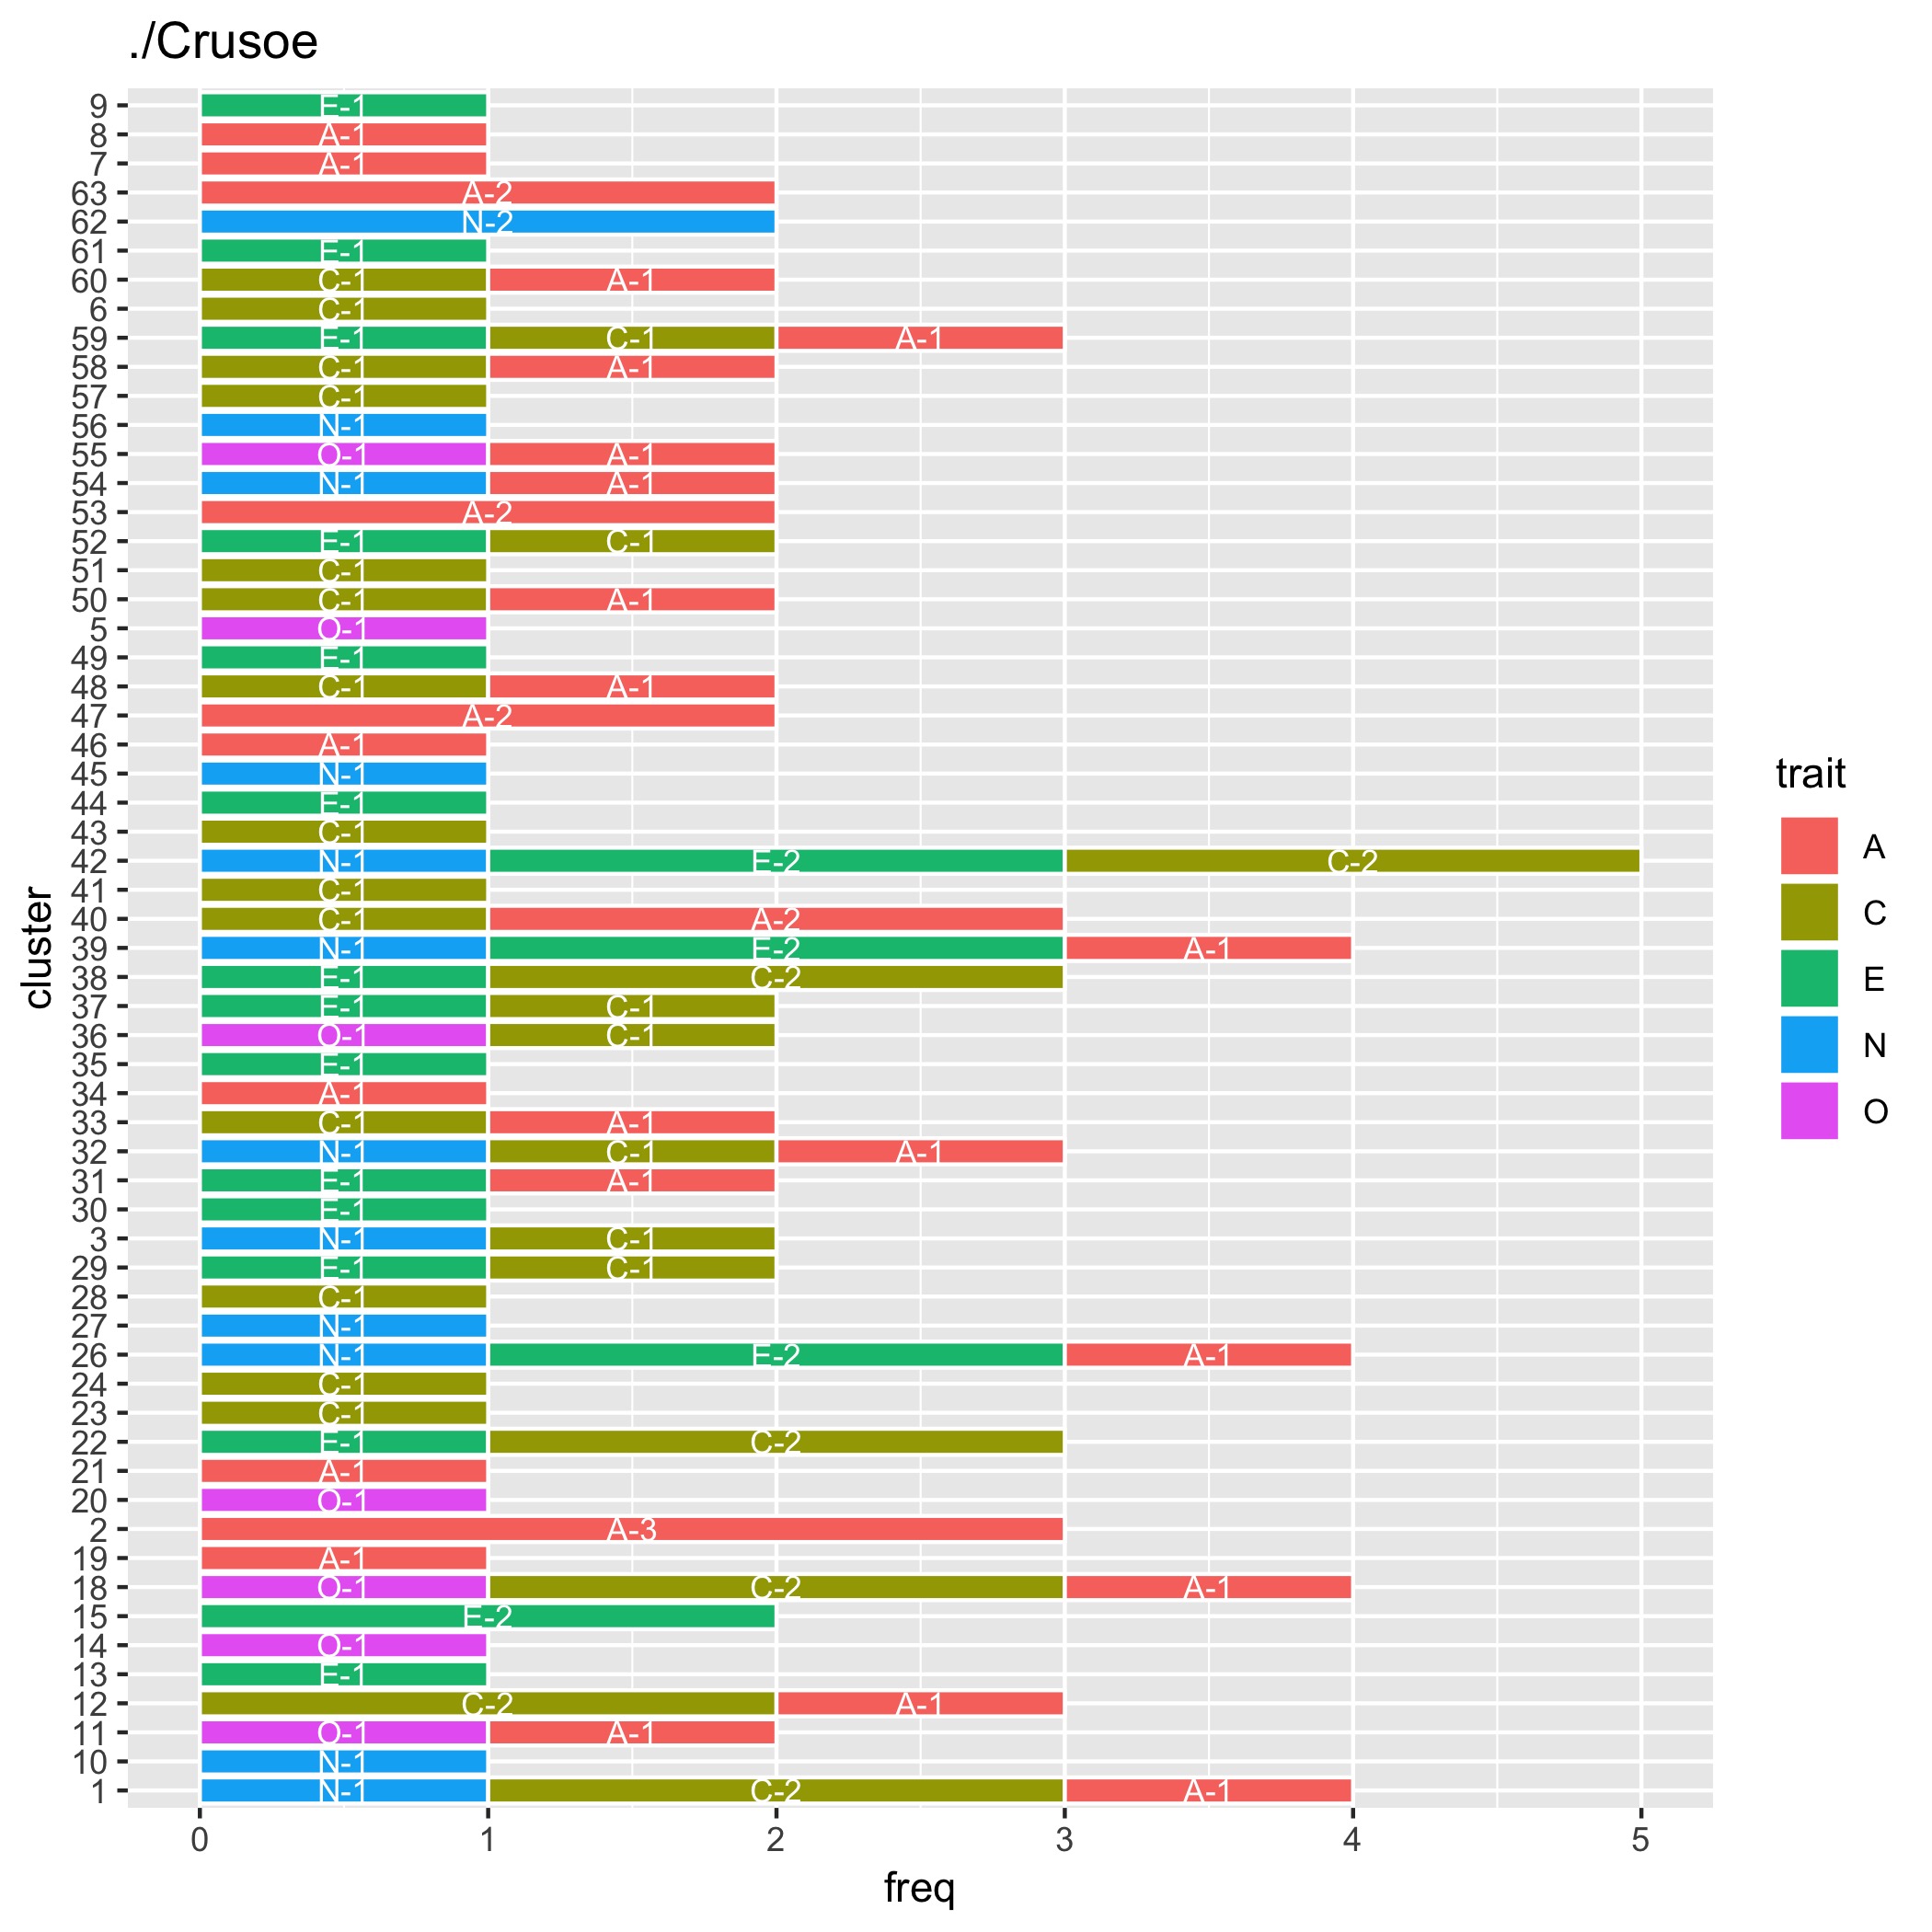 ./Crusoe
9 E-1
8 A-1
7 A-1
63 A-2
62 N-2
61 E-1
60 C-1 A-1
6 C-1
59 E-1 C-1 A-1
58 C-1 A-1
57 C-1
56 N-1
55 O-1 A-1
54 N-1 A-1
53 A-2
52 E-1 C-1
51 C-1
50 C-1 A-1
5 O-1
49 E-1
48 C-1 A-1
47 A-2
46 A-1
45 N-1
44 E-1
43 C-1
42 N-1 E-2 C-2
41 C-1
40 C-1 A-2
39 N-1 E-2 A-1
38 E-1 C-2
37 E-1 C-1
36 O-1 C-1
35 E-1
34 A-1
33 C-1 A-1
32 N-1 C-1 A-1
31 E-1 A-1
30 E-1
3 N-1 C-1
29 E-1 C-1
28 C-1
27 N-1
26 N-1 E-2 A-1
24 C-1
23 C-1
22 E-1 C-2
21 A-1
20 O-1
2 A-3
19 A-1
18 O-1 C-2 A-1
15 E-2
14 O-1
13 E-1
12 C-2 A-1
11 O-1 A-1
10 N-1
1 N-1 C-2 A-1
0 1 2 3 4 5
freq
cluster
trait
A
C
E
N
O